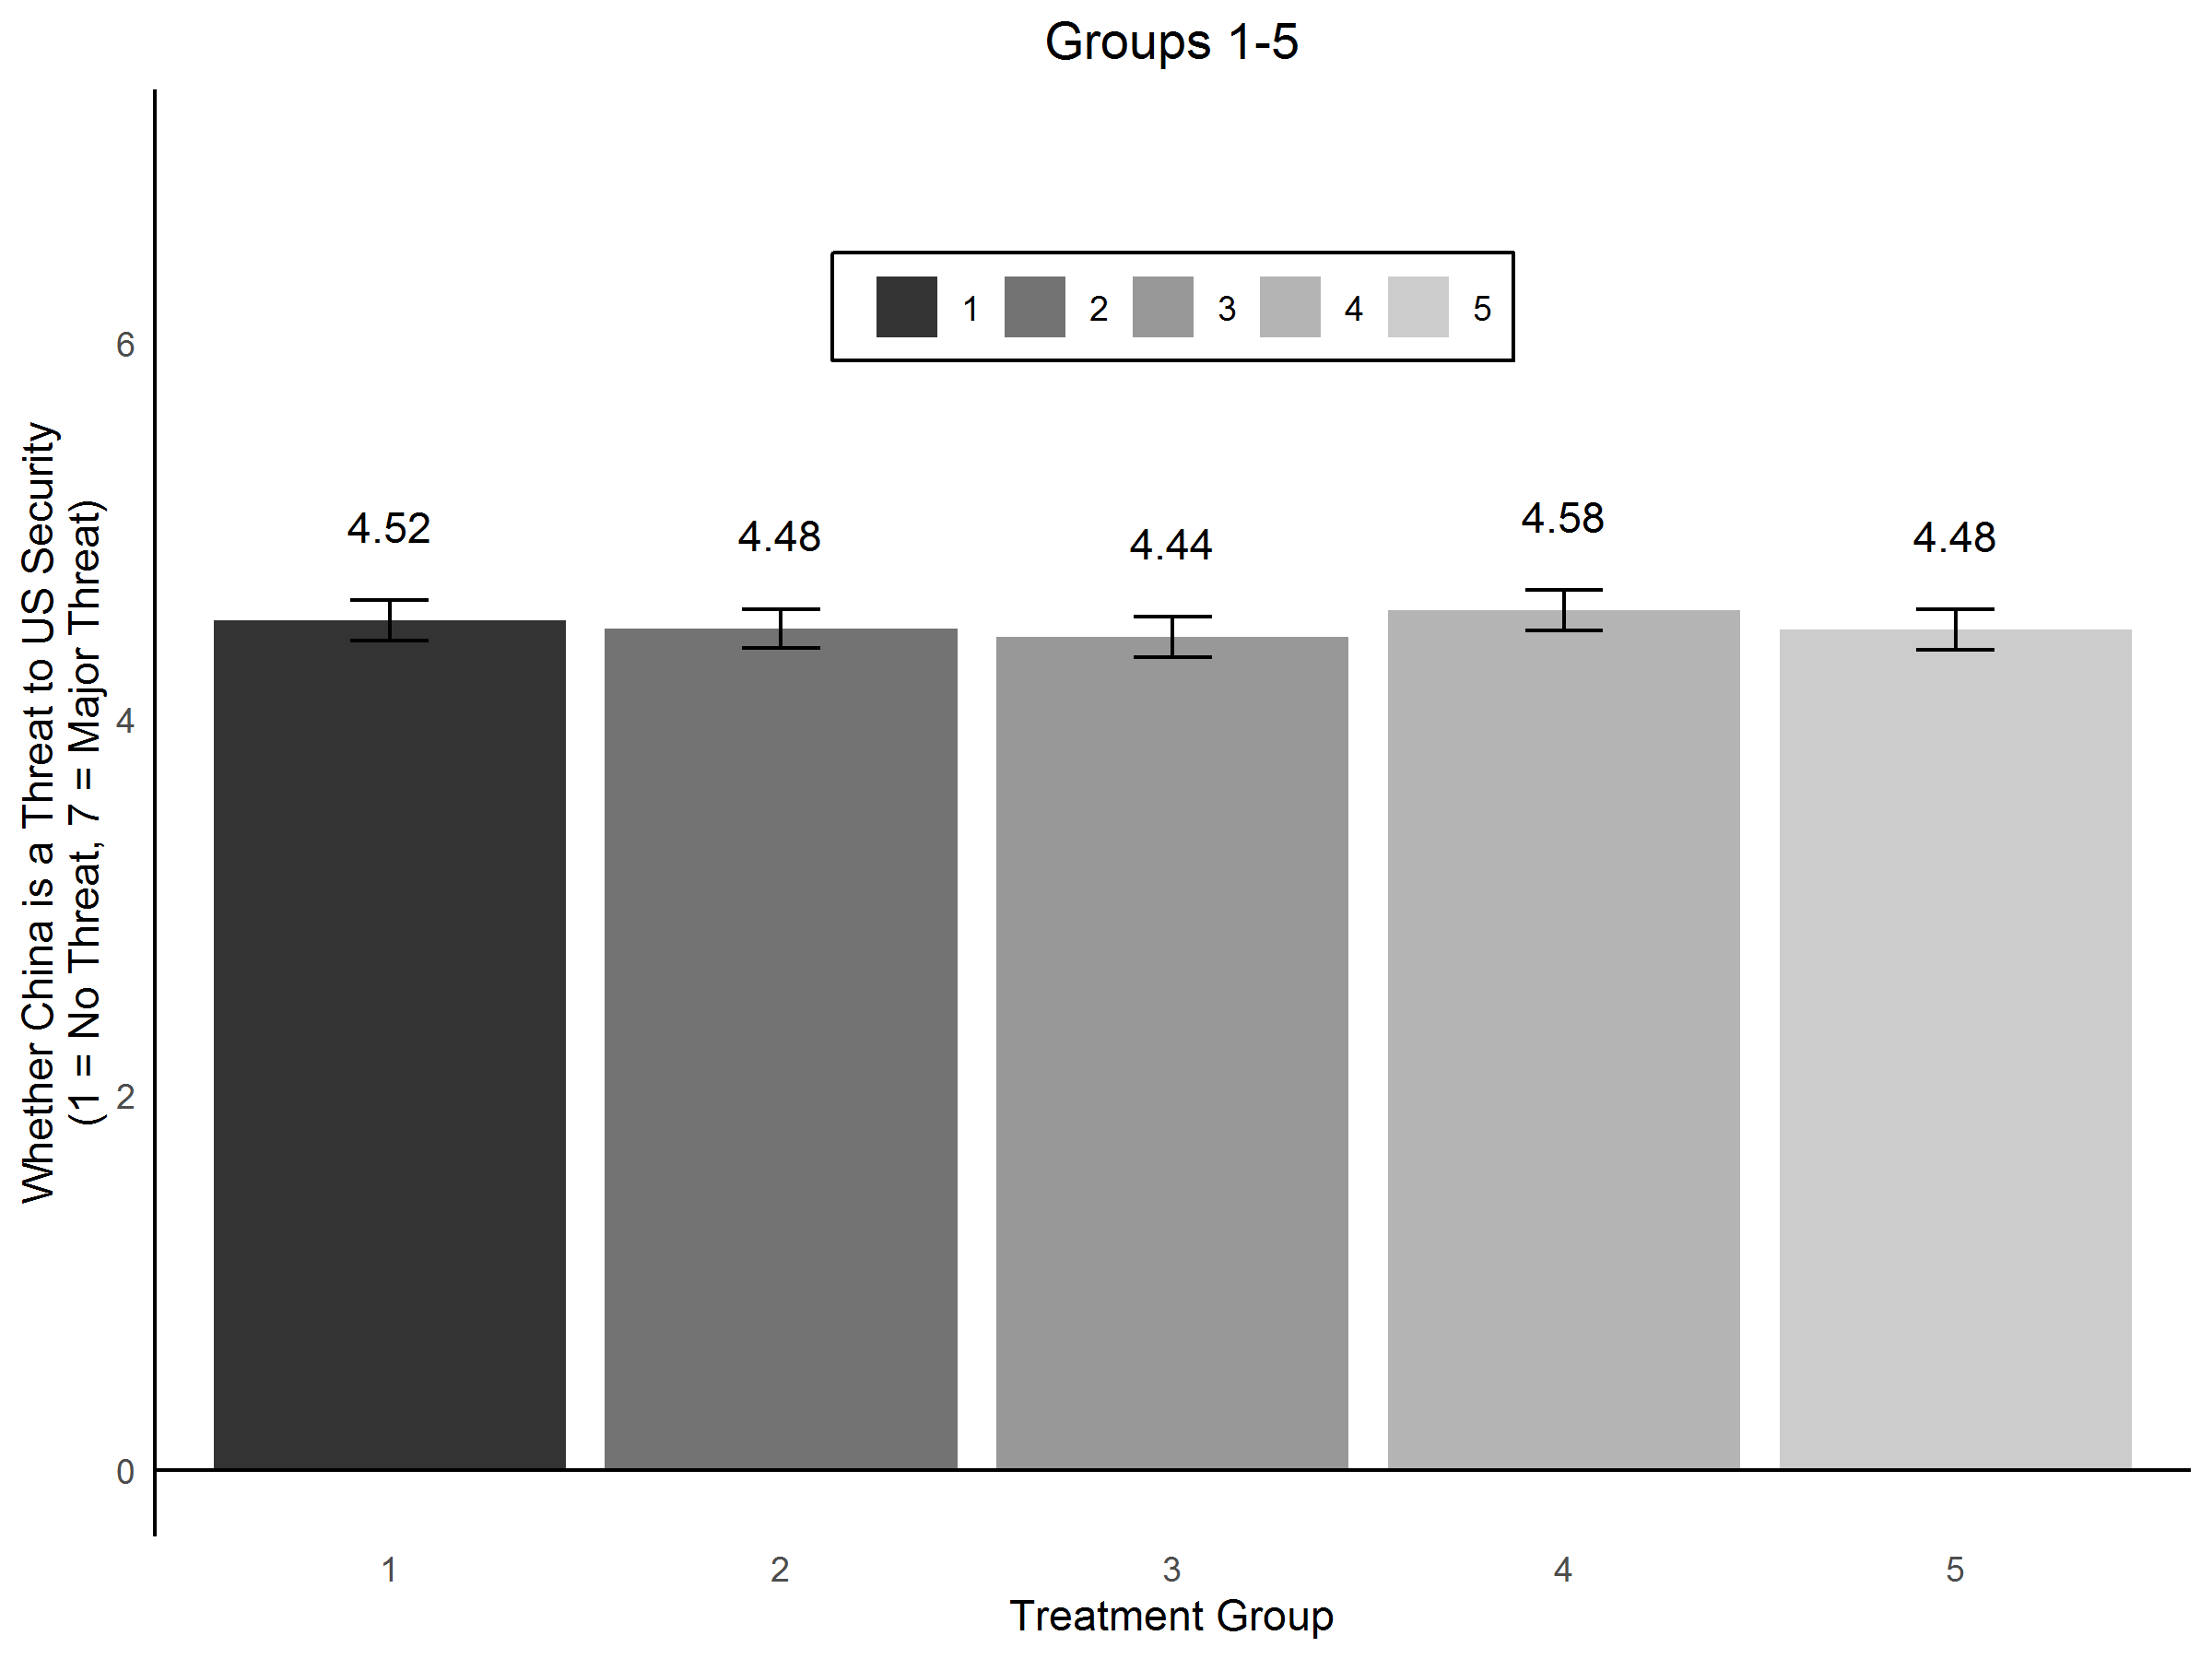 Groups 1-5
Whether China is a Threat to US Security
(1 = No Threat, 7 = Major Threat)
6
4
2
0
1 2 3 4 5
4.52 4.48 4.44 4.58 4.48
1 2 3 4 5
Treatment Group